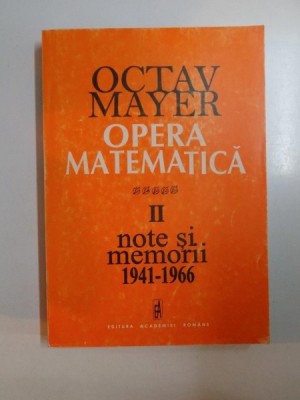 OCTAV
MAYER
OPERA
MATEMATICĂ
II
note și
memorii
1941-1966
EDITURA ACADEMIEI ROMÂNE